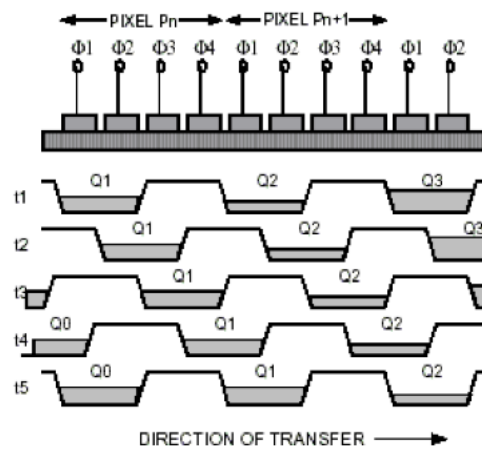 PIXEL Pn PIXEL Pn+1
Φ1 Φ2 Φ3 Φ4 Φ1 Φ2 Φ3 Φ4 Φ1 Φ2
t1 Q1 Q2 Q3
t2 Q1 Q2 Q3
t3 Q1 Q2
t4 Q0 Q1 Q2
t5 Q0 Q1 Q2
DIRECTION OF TRANSFER